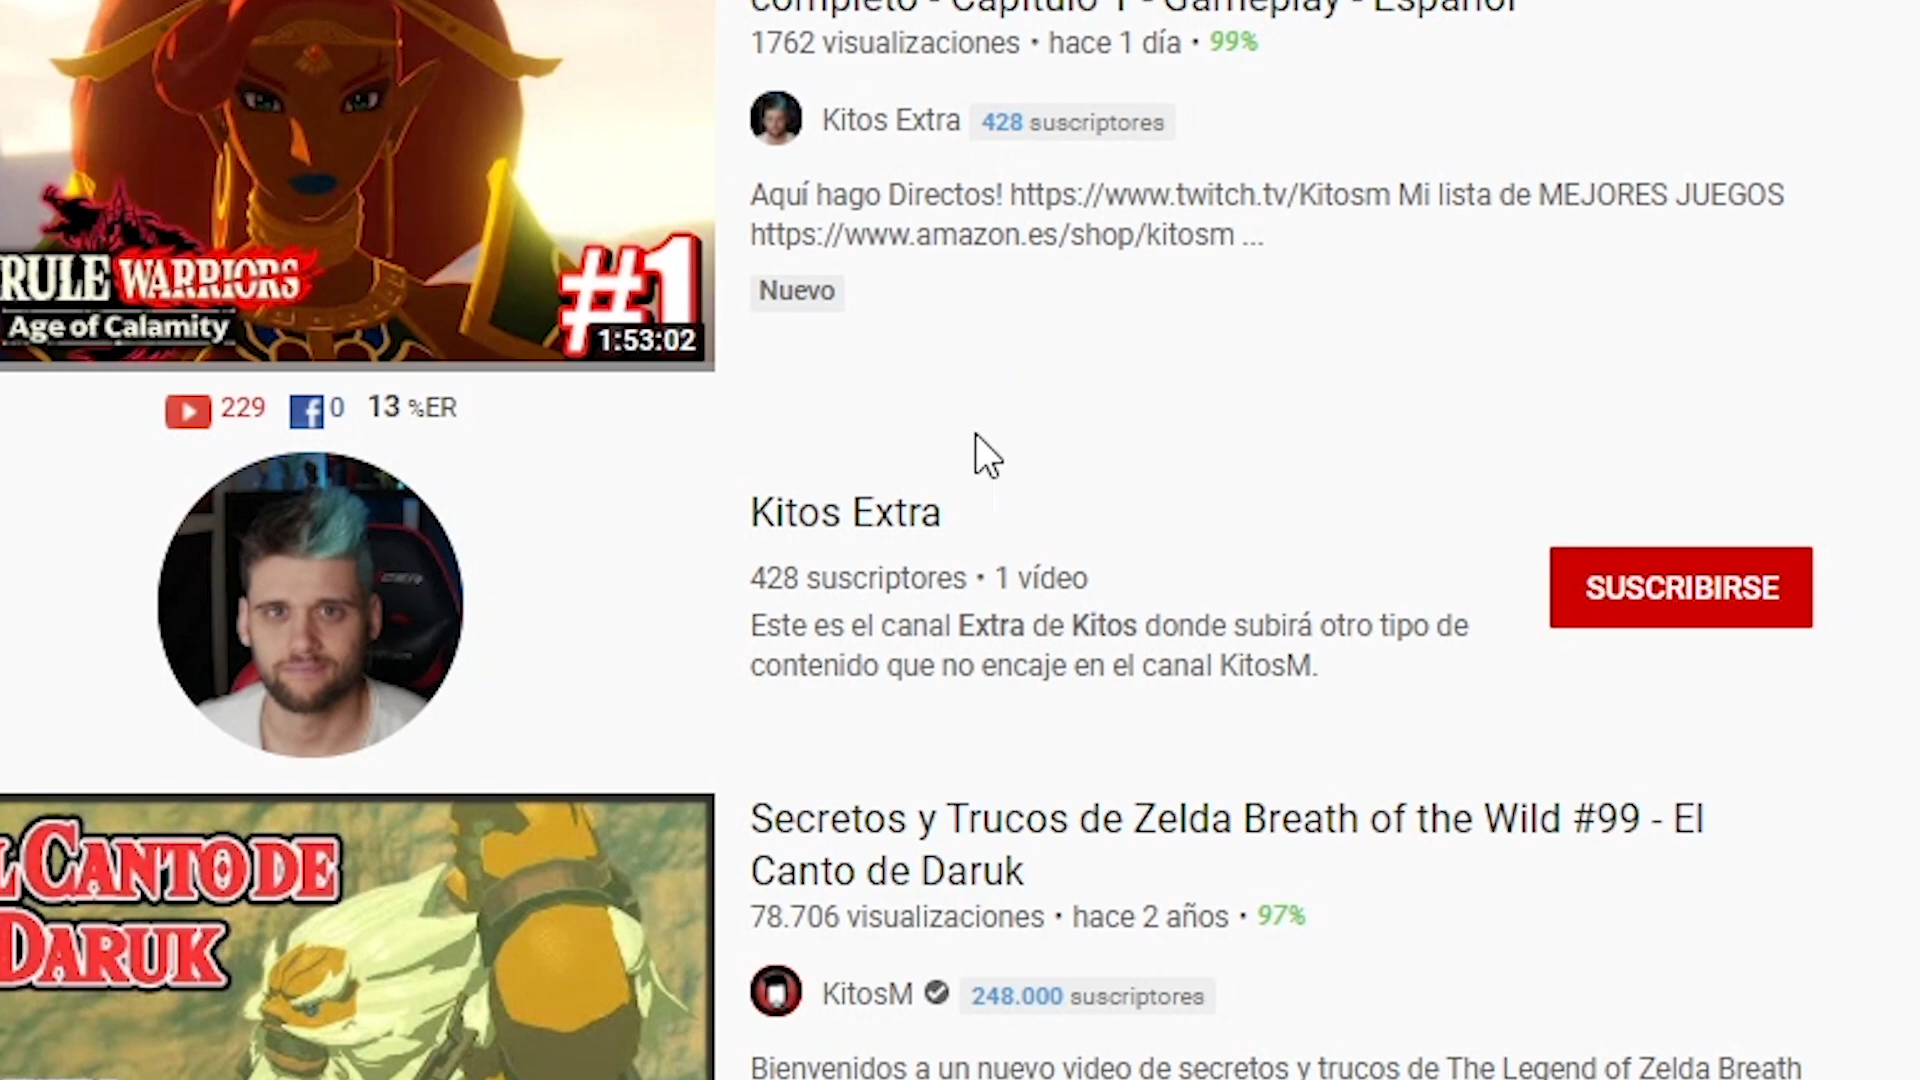 completo - Capítulo 1 - Gameplay - Español
1762 visualizaciones • hace 1 día • 99%
Kitos Extra 428 suscriptores
Aquí hago Directos! https://www.twitch.tv/Kitosm Mi lista de MEJORES JUEGOS
https://www.amazon.es/shop/kitosm ...
Nuevo
RULE WARRIORS
Age of Calamity
#1
1:53:02
229 0 13 %ER
Kitos Extra
428 suscriptores • 1 vídeo
Este es el canal Extra de Kitos donde subirá otro tipo de
contenido que no encaje en el canal KitosM.
SUSCRIBIRSE
L CANTO DE
DARUK
Secretos y Trucos de Zelda Breath of the Wild #99 - El
Canto de Daruk
78.706 visualizaciones • hace 2 años • 97%
KitosM 248.000 suscriptores
Bienvenidos a un nuevo video de secretos y trucos de The Legend of Zelda Breath